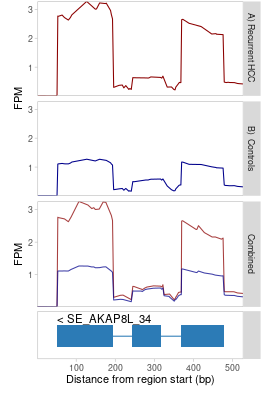 3
2
1
A) Recurrent HCC
FPM
3
2
1
B) Controls
3
2
1
FPM
Combined
< SE_AKAP8L_34
0 100 200 300 400 500
Distance from region start (bp)